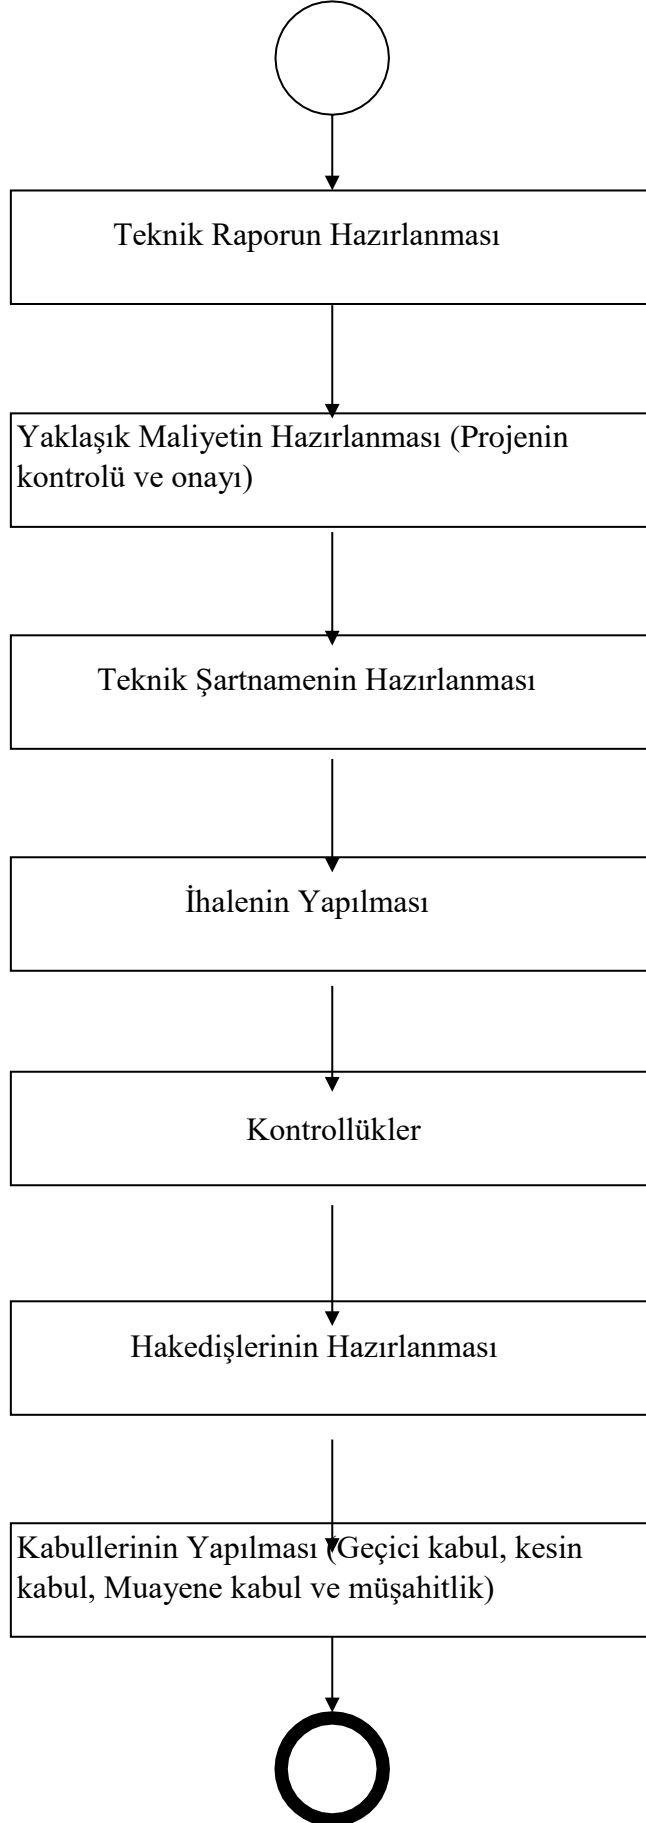 Teknik Raporun Hazırlanması
Yaklaşık Maliyetin Hazırlanması (Projenin
kontrolü ve onayı)
Teknik Şartnamenin Hazırlanması
İhalenin Yapılması
Kontrollükler
Hakedişlerinin Hazırlanması
Kabullerinin Yapılması (Geçici kabul, kesin
kabul, Muayene kabul ve müşahitlik)